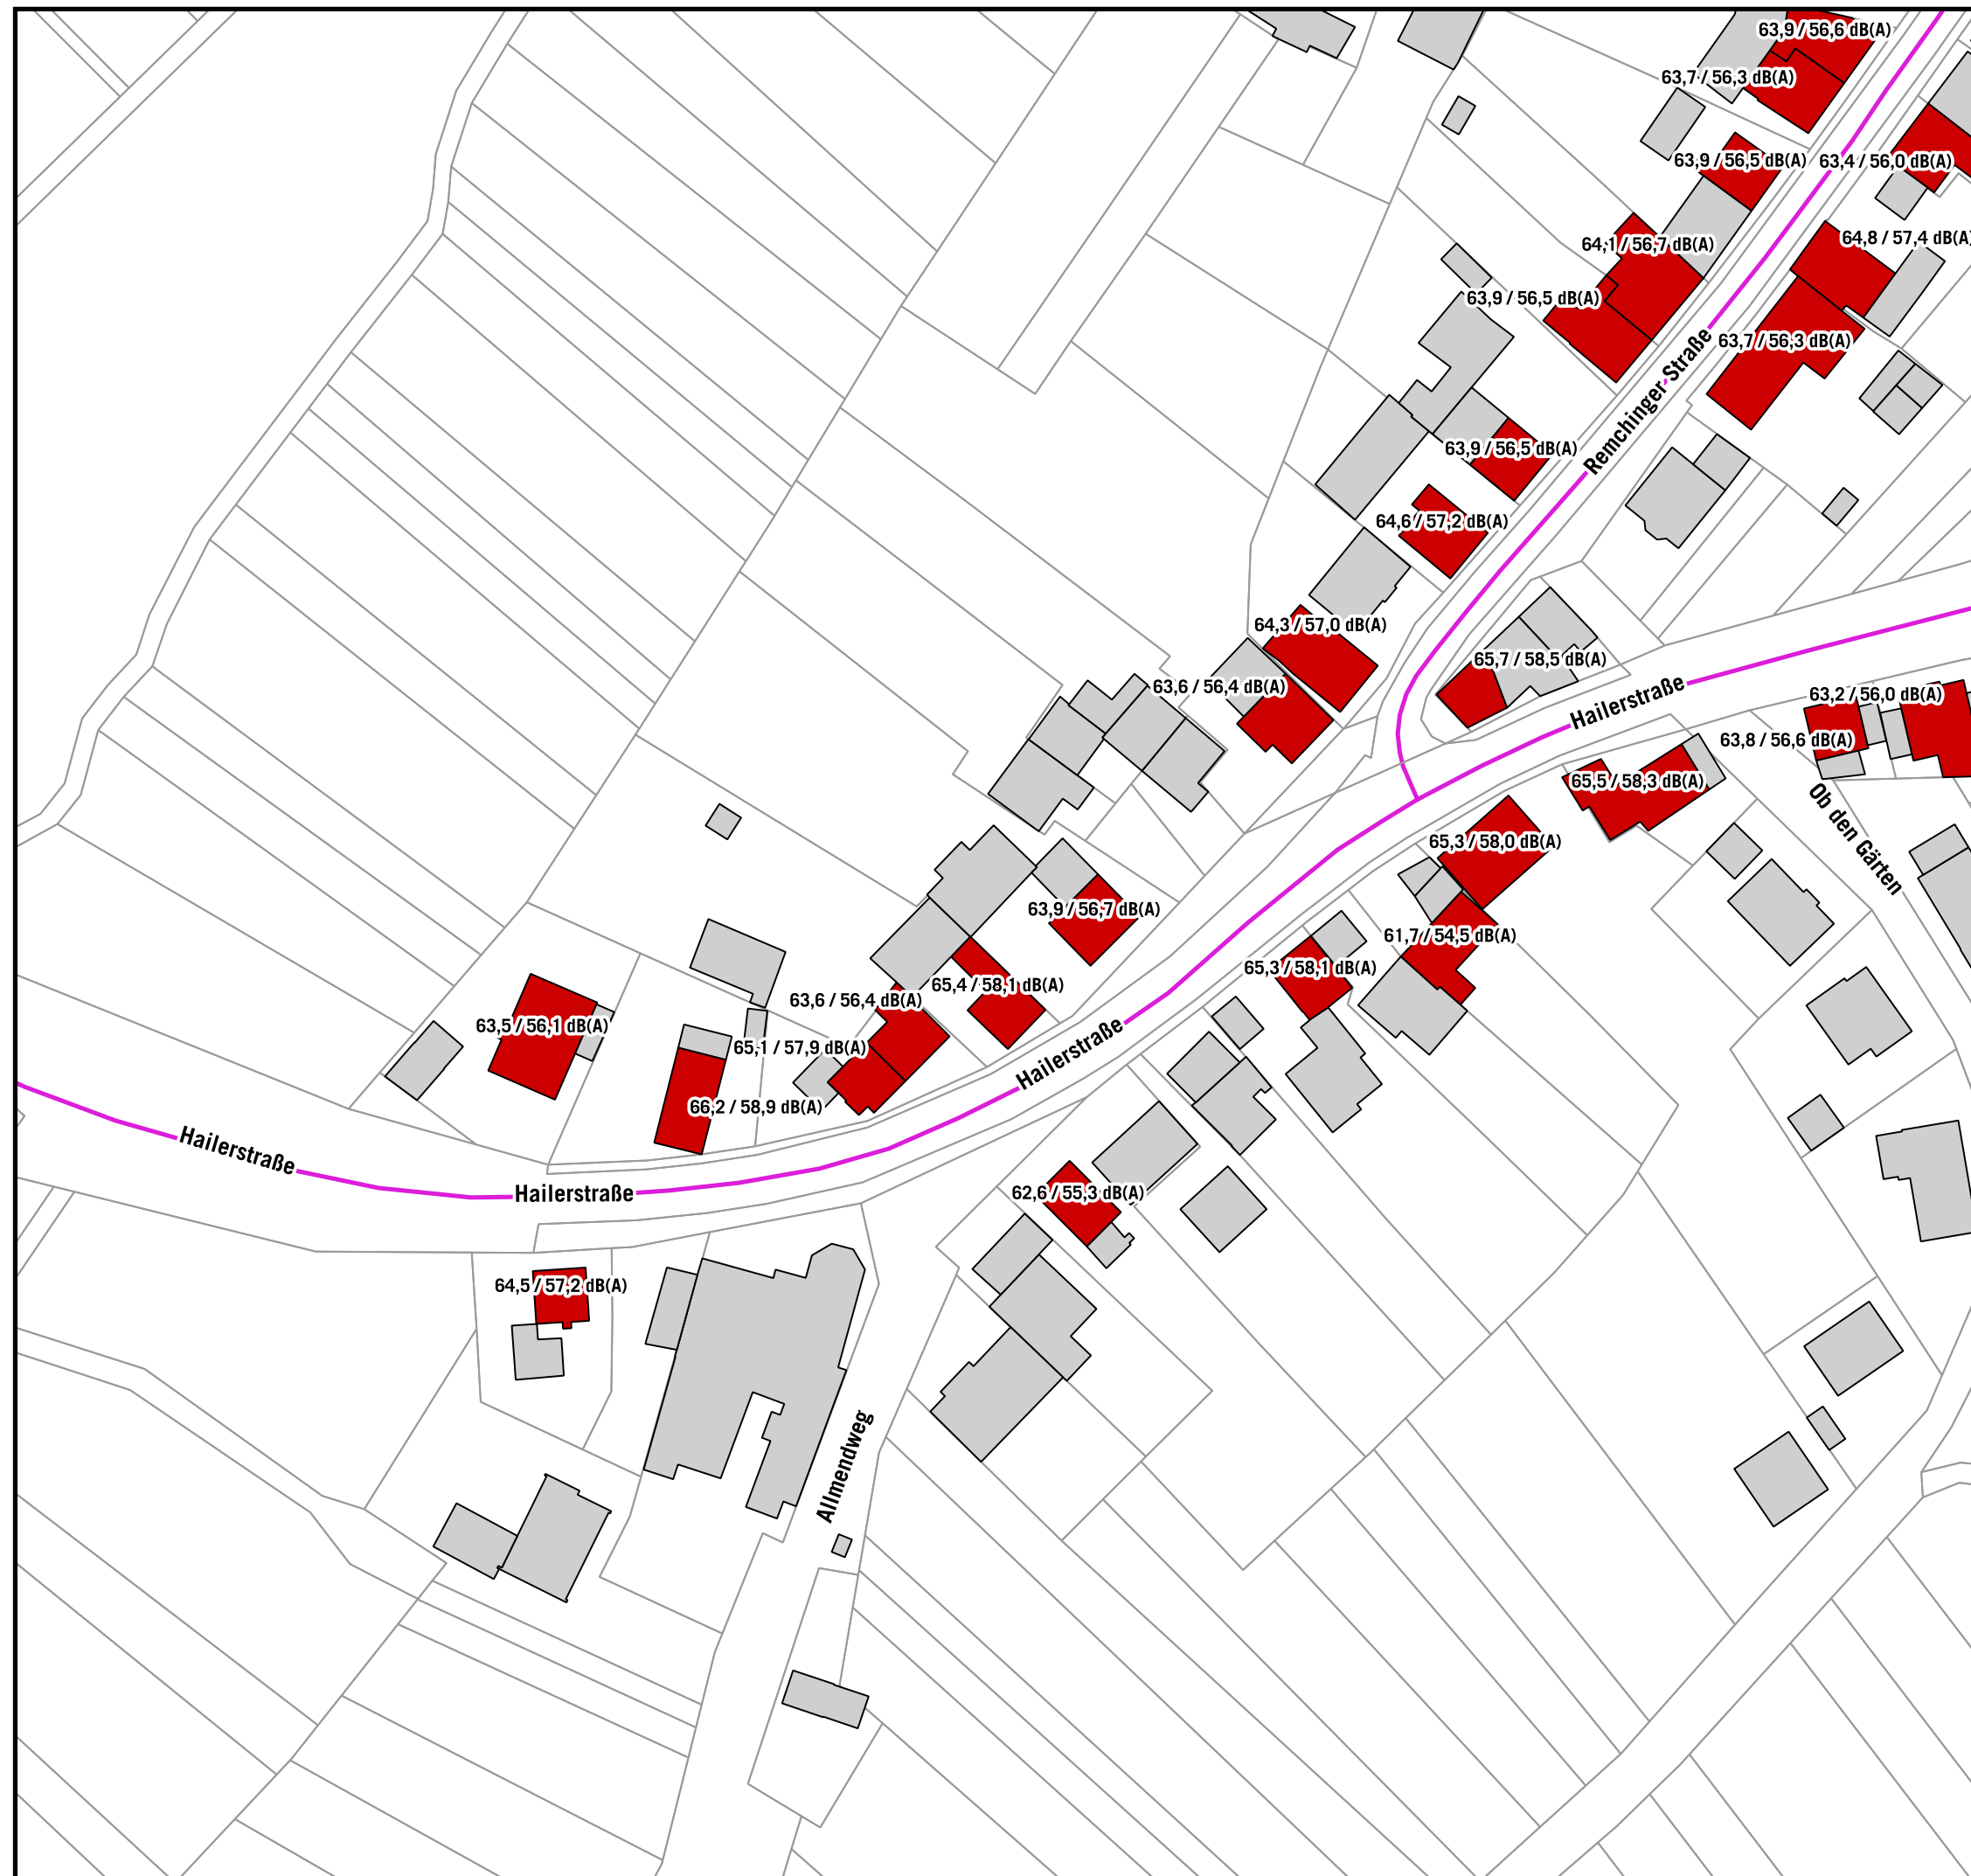 63,9 / 56,6 dB(A)
63,7 / 56,3 dB(A)
63,9 / 56,5 dB(A)
63,4 / 56,0 dB(A)
64,1 / 56,7 dB(A)
64,8 / 57,4 dB(A)
63,9 / 56,5 dB(A)
63,7 / 56,3 dB(A)
Remchinger Straße
63,9 / 56,5 dB(A)
64,6 / 57,2 dB(A)
64,3 / 57,0 dB(A)
65,7 / 58,5 dB(A)
63,6 / 56,4 dB(A)
Hailerstraße
63,2 / 56,0 dB(A)
63,8 / 56,6 dB(A)
65,5 / 58,3 dB(A)
Ob den Gärten
65,3 / 58,0 dB(A)
63,9 / 56,7 dB(A)
61,7 / 54,5 dB(A)
65,3 / 58,1 dB(A)
65,4 / 58,1 dB(A)
63,6 / 56,4 dB(A)
63,5 / 56,1 dB(A)
65,1 / 57,9 dB(A)
Hailerstraße
66,2 / 58,9 dB(A)
Hailerstraße
Hailerstraße
62,6 / 55,3 dB(A)
64,5 / 57,2 dB(A)
Allmendweg